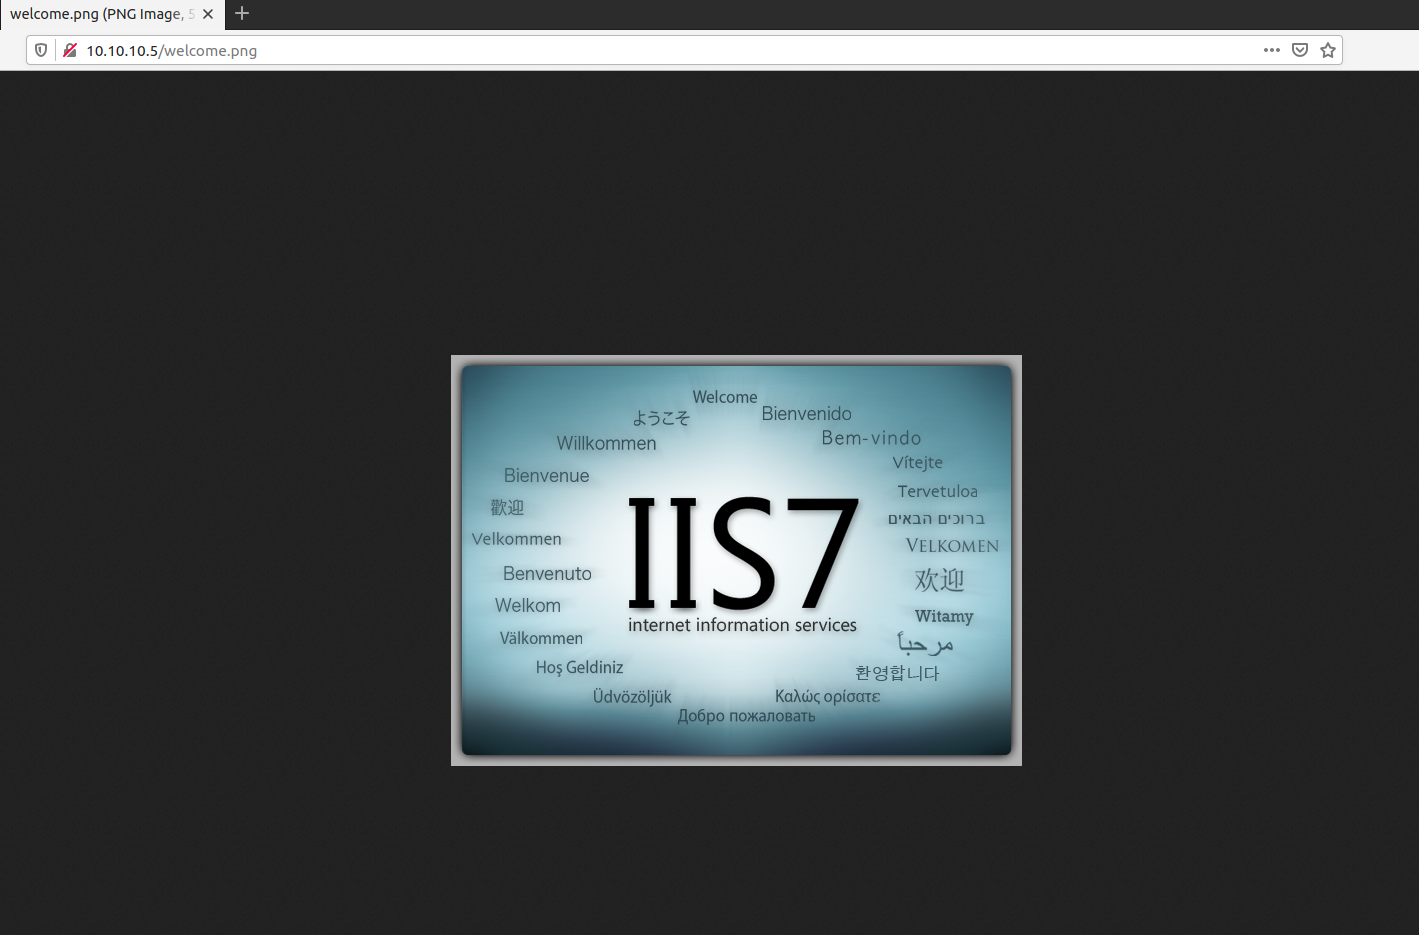 welcome.png (PNG Image, 5
10.10.10.5/welcome.png
Welcome
ようこそ
Bienvenido
Willkommen
Bem-vindo
Bienvenue
Vítejte
歡迎
Tervetuloa
ברוכים הבאים
Velkommen
VELKOMEN
IIS7
internet information services
Benvenuto
欢迎
Welkom
Witamy
Välkommen
مرحباً
Hoş Geldiniz
환영합니다
Üdvözöljük
Καλώς ορίσατε
Добро пожаловать